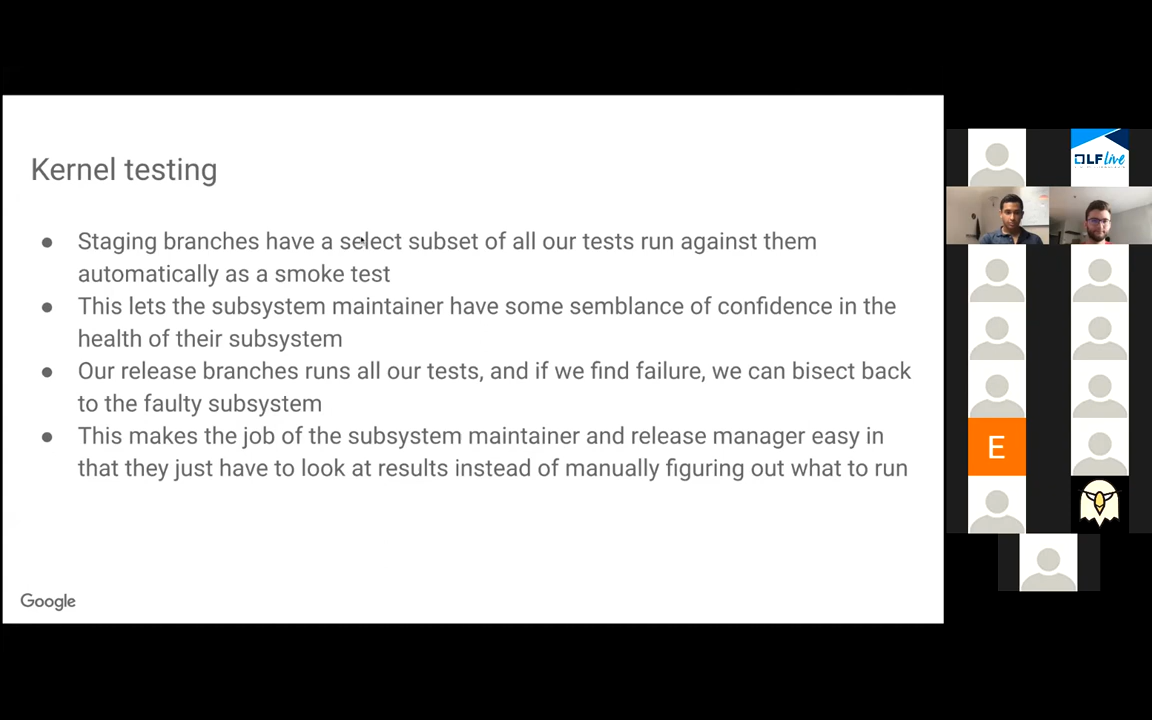 Kernel testing
● Staging branches have a select subset of all our tests run against them
automatically as a smoke test
● This lets the subsystem maintainer have some semblance of confidence in the
health of their subsystem
● Our release branches runs all our tests, and if we find failure, we can bisect back
to the faulty subsystem
● This makes the job of the subsystem maintainer and release manager easy in
that they just have to look at results instead of manually figuring out what to run
Google
LF Live
E